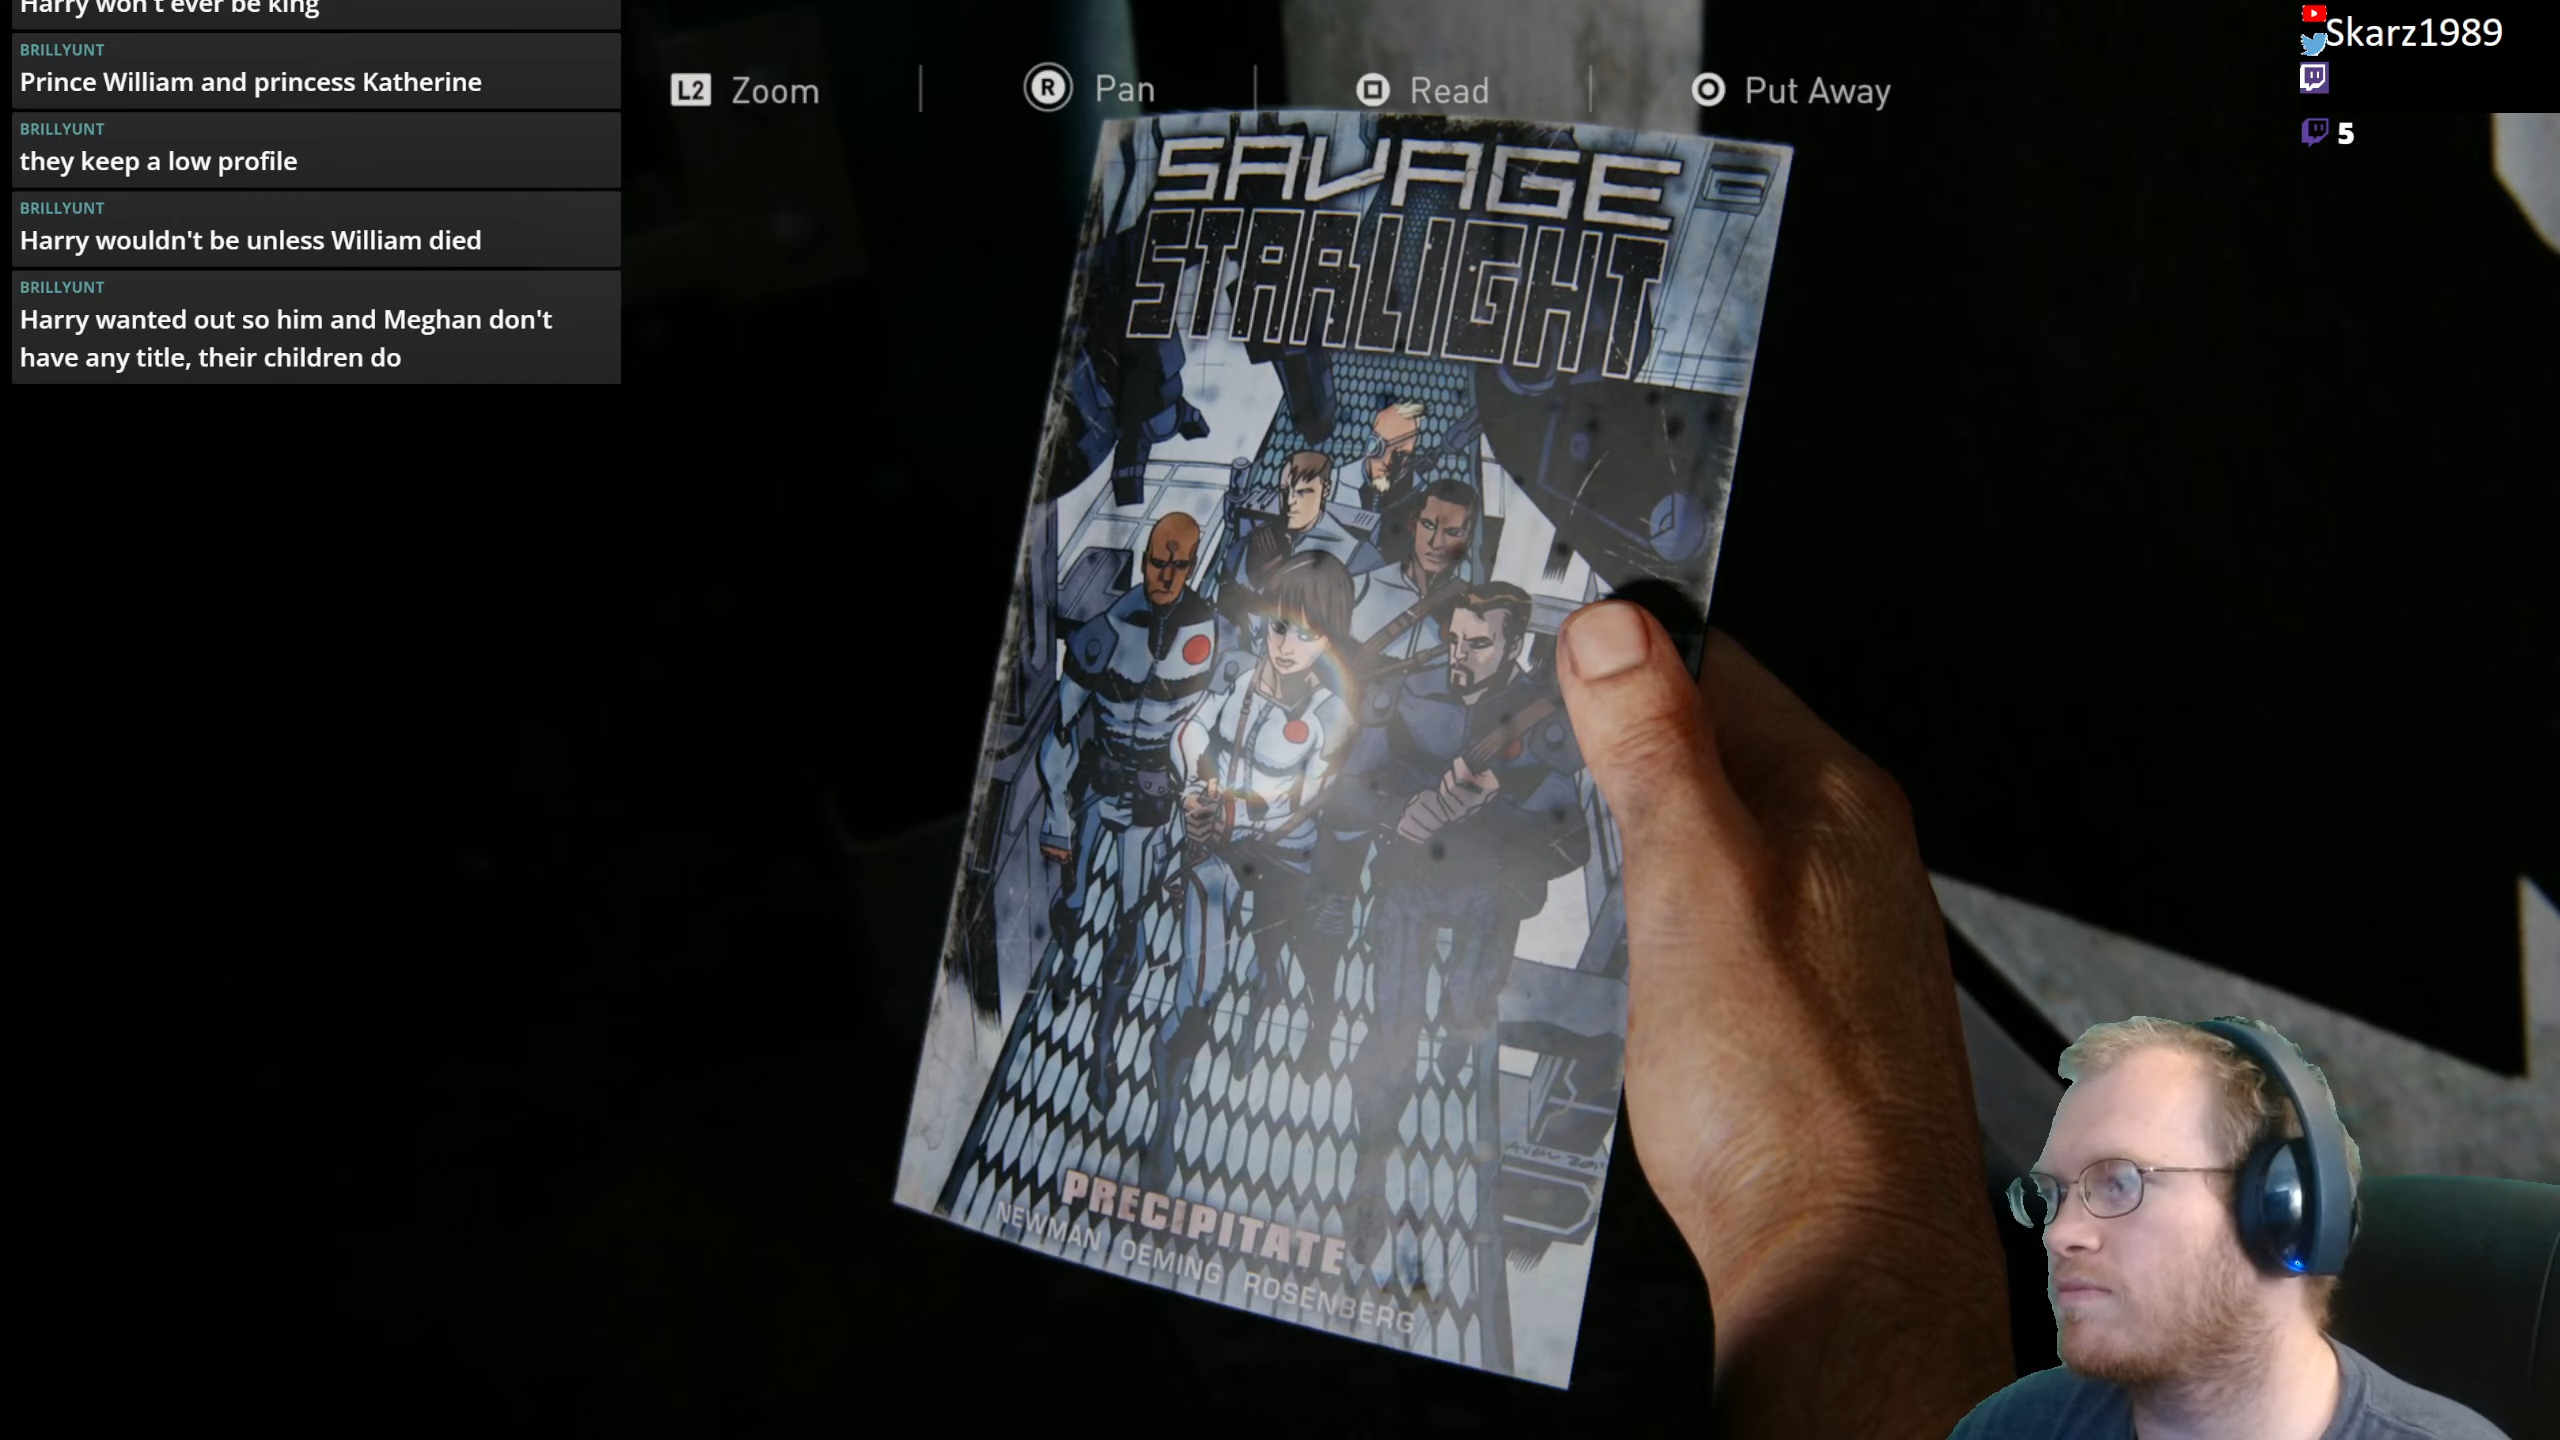 Harry won't ever be king
BRILLYUNT
Prince William and princess Katherine
BRILLYUNT
they keep a low profile
BRILLYUNT
Harry wouldn't be unless William died
BRILLYUNT
Harry wanted out so him and Meghan don't
have any title, their children do
L2 Zoom
R Pan
Read
Put Away
Skarz1989
5
SAVAGE
STARLIGHT
PRECIPITATE
NEWMAN OEMING ROSENBERG